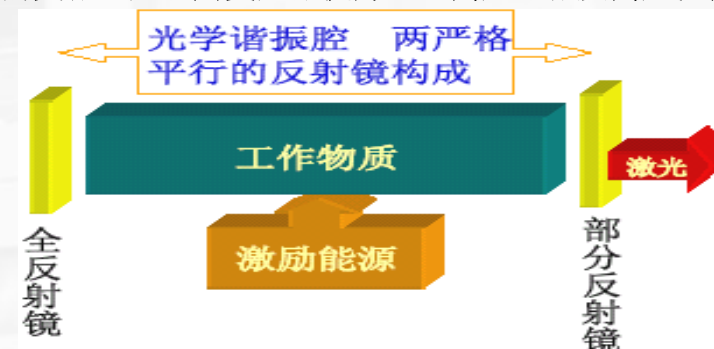 光学谐振腔 两严格
平行的反射镜构成
工作物质
激光
激励能源
全反射镜
部分反射镜